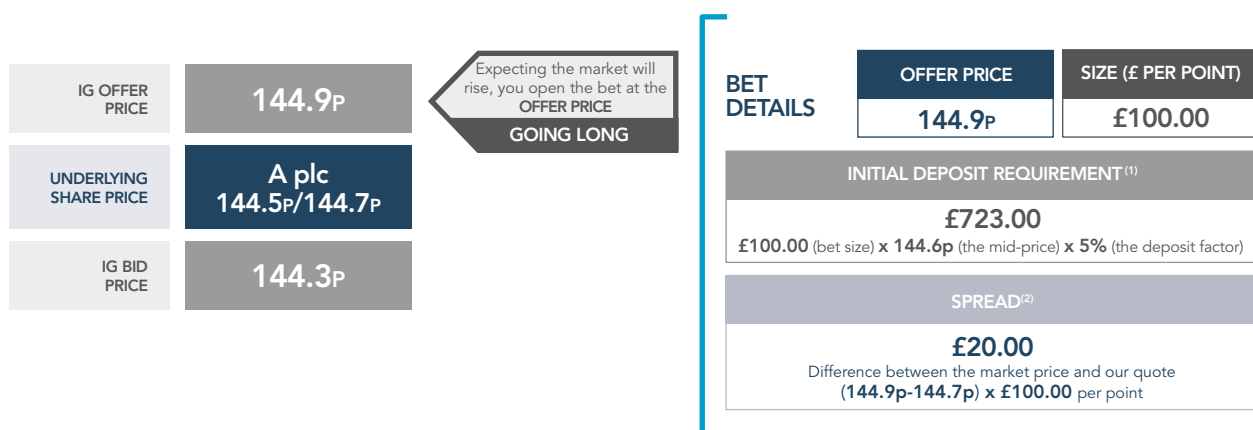 IG OFFER
PRICE
144.9P
Expecting the market will
rise, you open the bet at the
OFFER PRICE
GOING LONG
UNDERLYING
SHARE PRICE
A plc
144.5P/144.7P
IG BID
PRICE
144.3P
BET
DETAILS
OFFER PRICE
144.9P
SIZE (£ PER POINT)
£100.00
INITIAL DEPOSIT REQUIREMENT (1)
£723.00
£100.00 (bet size) x 144.6p (the mid-price) x 5% (the deposit factor)
SPREAD(2)
£20.00
Difference between the market price and our quote
(144.9p-144.7p) x £100.00 per point